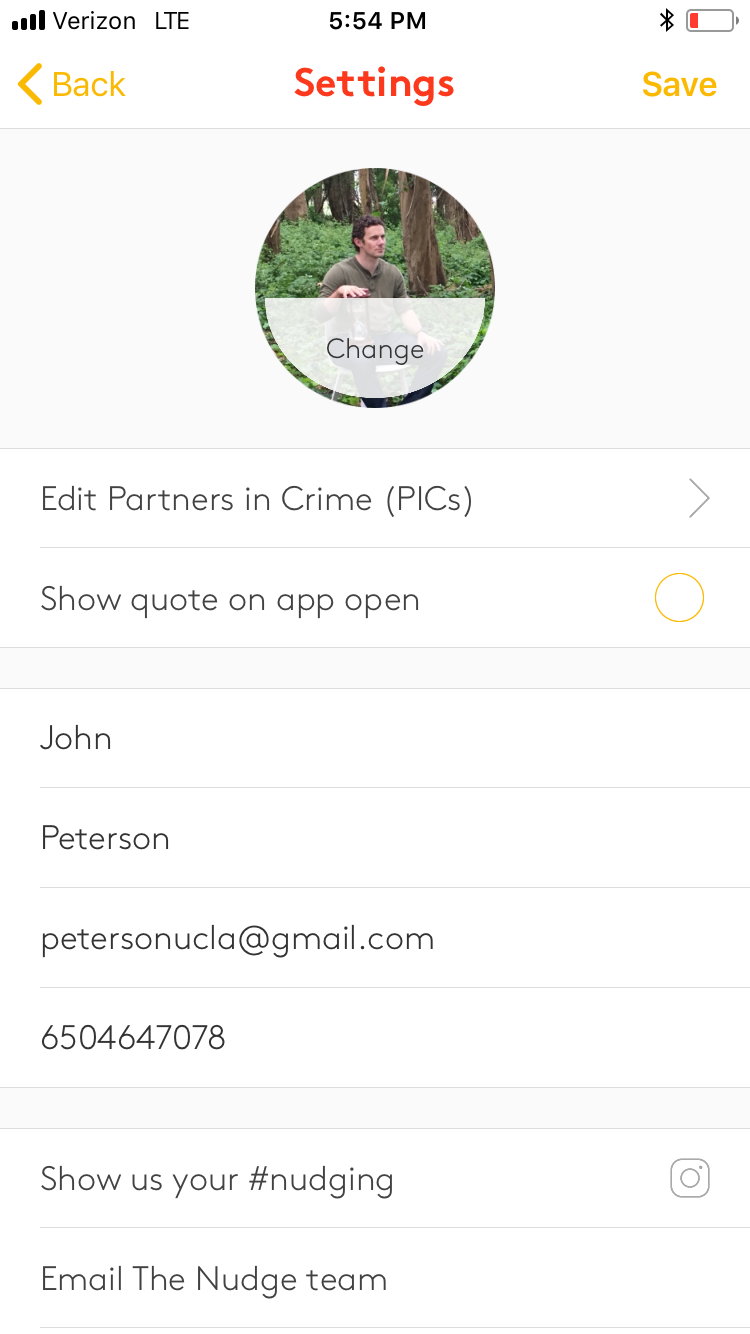 Verizon LTE 5:54 PM
Back Settings Save
Change
Edit Partners in Crime (PICs)
Show quote on app open
John
Peterson
petersonucla@gmail.com
6504647078
Show us your #nudging
Email The Nudge team